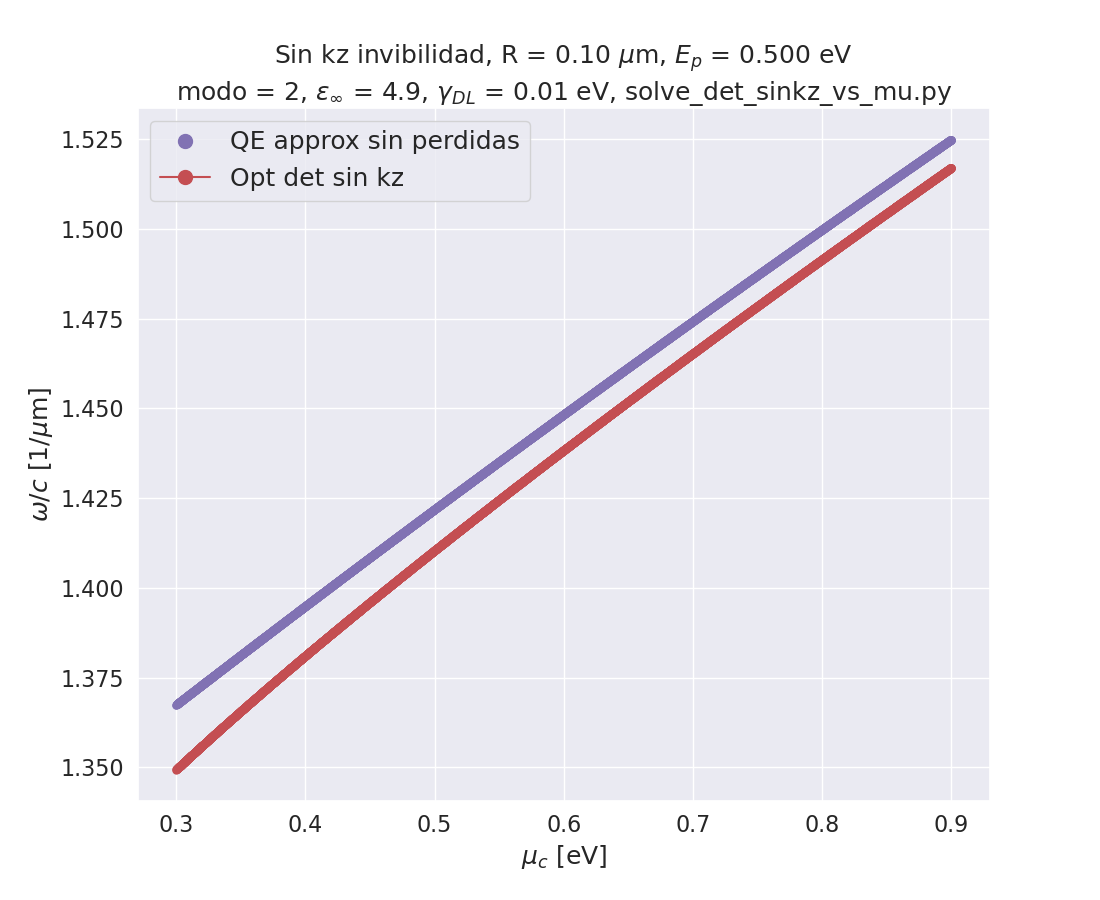 Sin kz invibilidad, R = 0.10 μm, E_p = 0.500 eV
modo = 2, ε_∞ = 4.9, γ_DL = 0.01 eV, solve_det_sinkz_vs_mu.py
QE approx sin perdidas
Opt det sin kz
1.525
1.500
1.475
1.450
1.425
1.400
1.375
1.350
ω/c [1/μm]
0.3 0.4 0.5 0.6 0.7 0.8 0.9
μ_c [eV]